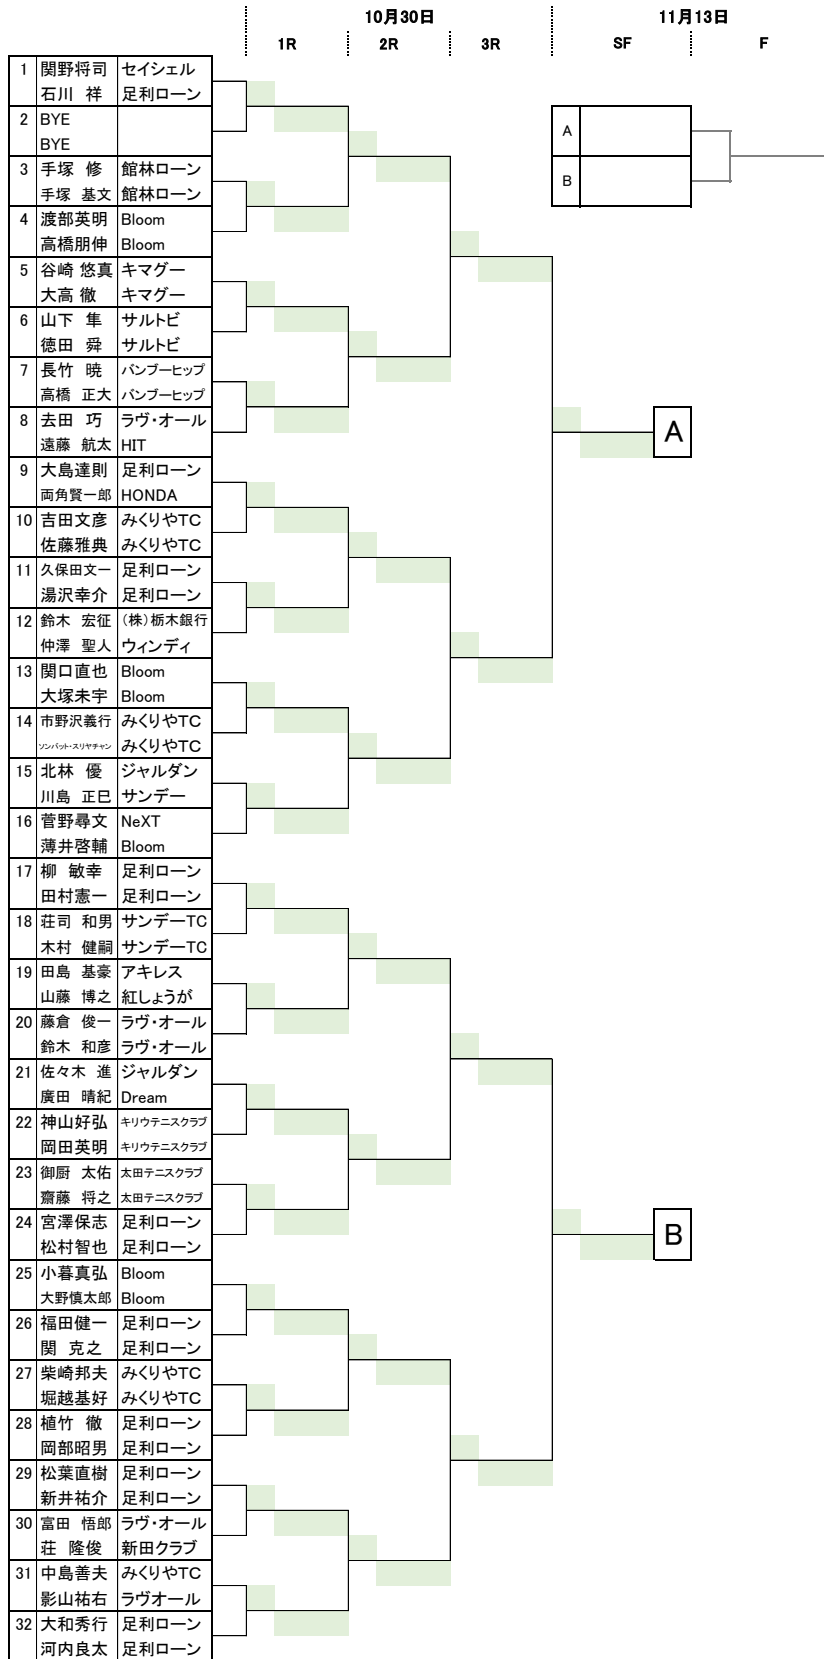 10月30日 11月13日
1R 2R 3R SF F
1 関野将司 セイシェル
石川 祥 足利ローン
2 BYE
BYE
A
3 手塚 修 館林ローン
手塚 基文 館林ローン
B
4 渡部英明 Bloom
高橋朋伸 Bloom
5 谷崎 悠真 キマグー
大高 徹 キマグー
6 山下 隼 サルトビ
徳田 舜 サルトビ
7 長竹 暁 バンブーヒップ
高橋 正大 バンブーヒップ
8 去田 巧 ラヴ・オール
遠藤 航太 HIT
A
9 大島達則 足利ローン
両角賢一郎 HONDA
10 吉田文彦 みくりやTC
佐藤雅典 みくりやTC
11 久保田文一 足利ローン
湯沢幸介 足利ローン
12 鈴木 宏征 (株)栃木銀行
仲澤 聖人 ウィンディ
13 関口直也 Bloom
大塚未宇 Bloom
14 市野沢義行 みくりやTC
ソンバット・スリヤチャン みくりやTC
15 北林 優 ジャルダン
川島 正巳 サンデー
16 菅野尋文 NeXT
薄井啓輔 Bloom
17 柳 敏幸 足利ローン
田村憲一 足利ローン
18 荘司 和男 サンデーTC
木村 健嗣 サンデーTC
19 田島 基豪 アキレス
山藤 博之 紅しょうが
20 藤倉 俊一 ラヴ・オール
鈴木 和彦 ラヴ・オール
21 佐々木 進 ジャルダン
廣田 晴紀 Dream
22 神山好弘 キリウテニスクラブ
岡田英明 キリウテニスクラブ
23 御厨 太佑 太田テニスクラブ
齋藤 将之 太田テニスクラブ
24 宮澤保志 足利ローン
松村智也 足利ローン
B
25 小暮真弘 Bloom
大野慎太郎 Bloom
26 福田健一 足利ローン
関 克之 足利ローン
27 柴崎邦夫 みくりやTC
堀越基好 みくりやTC
28 植竹 徹 足利ローン
岡部昭男 足利ローン
29 松葉直樹 足利ローン
新井祐介 足利ローン
30 富田 悟郎 ラヴ・オール
荘 隆俊 新田クラブ
31 中島善夫 みくりやTC
影山祐右 ラヴオール
32 大和秀行 足利ローン
河内良太 足利ローン